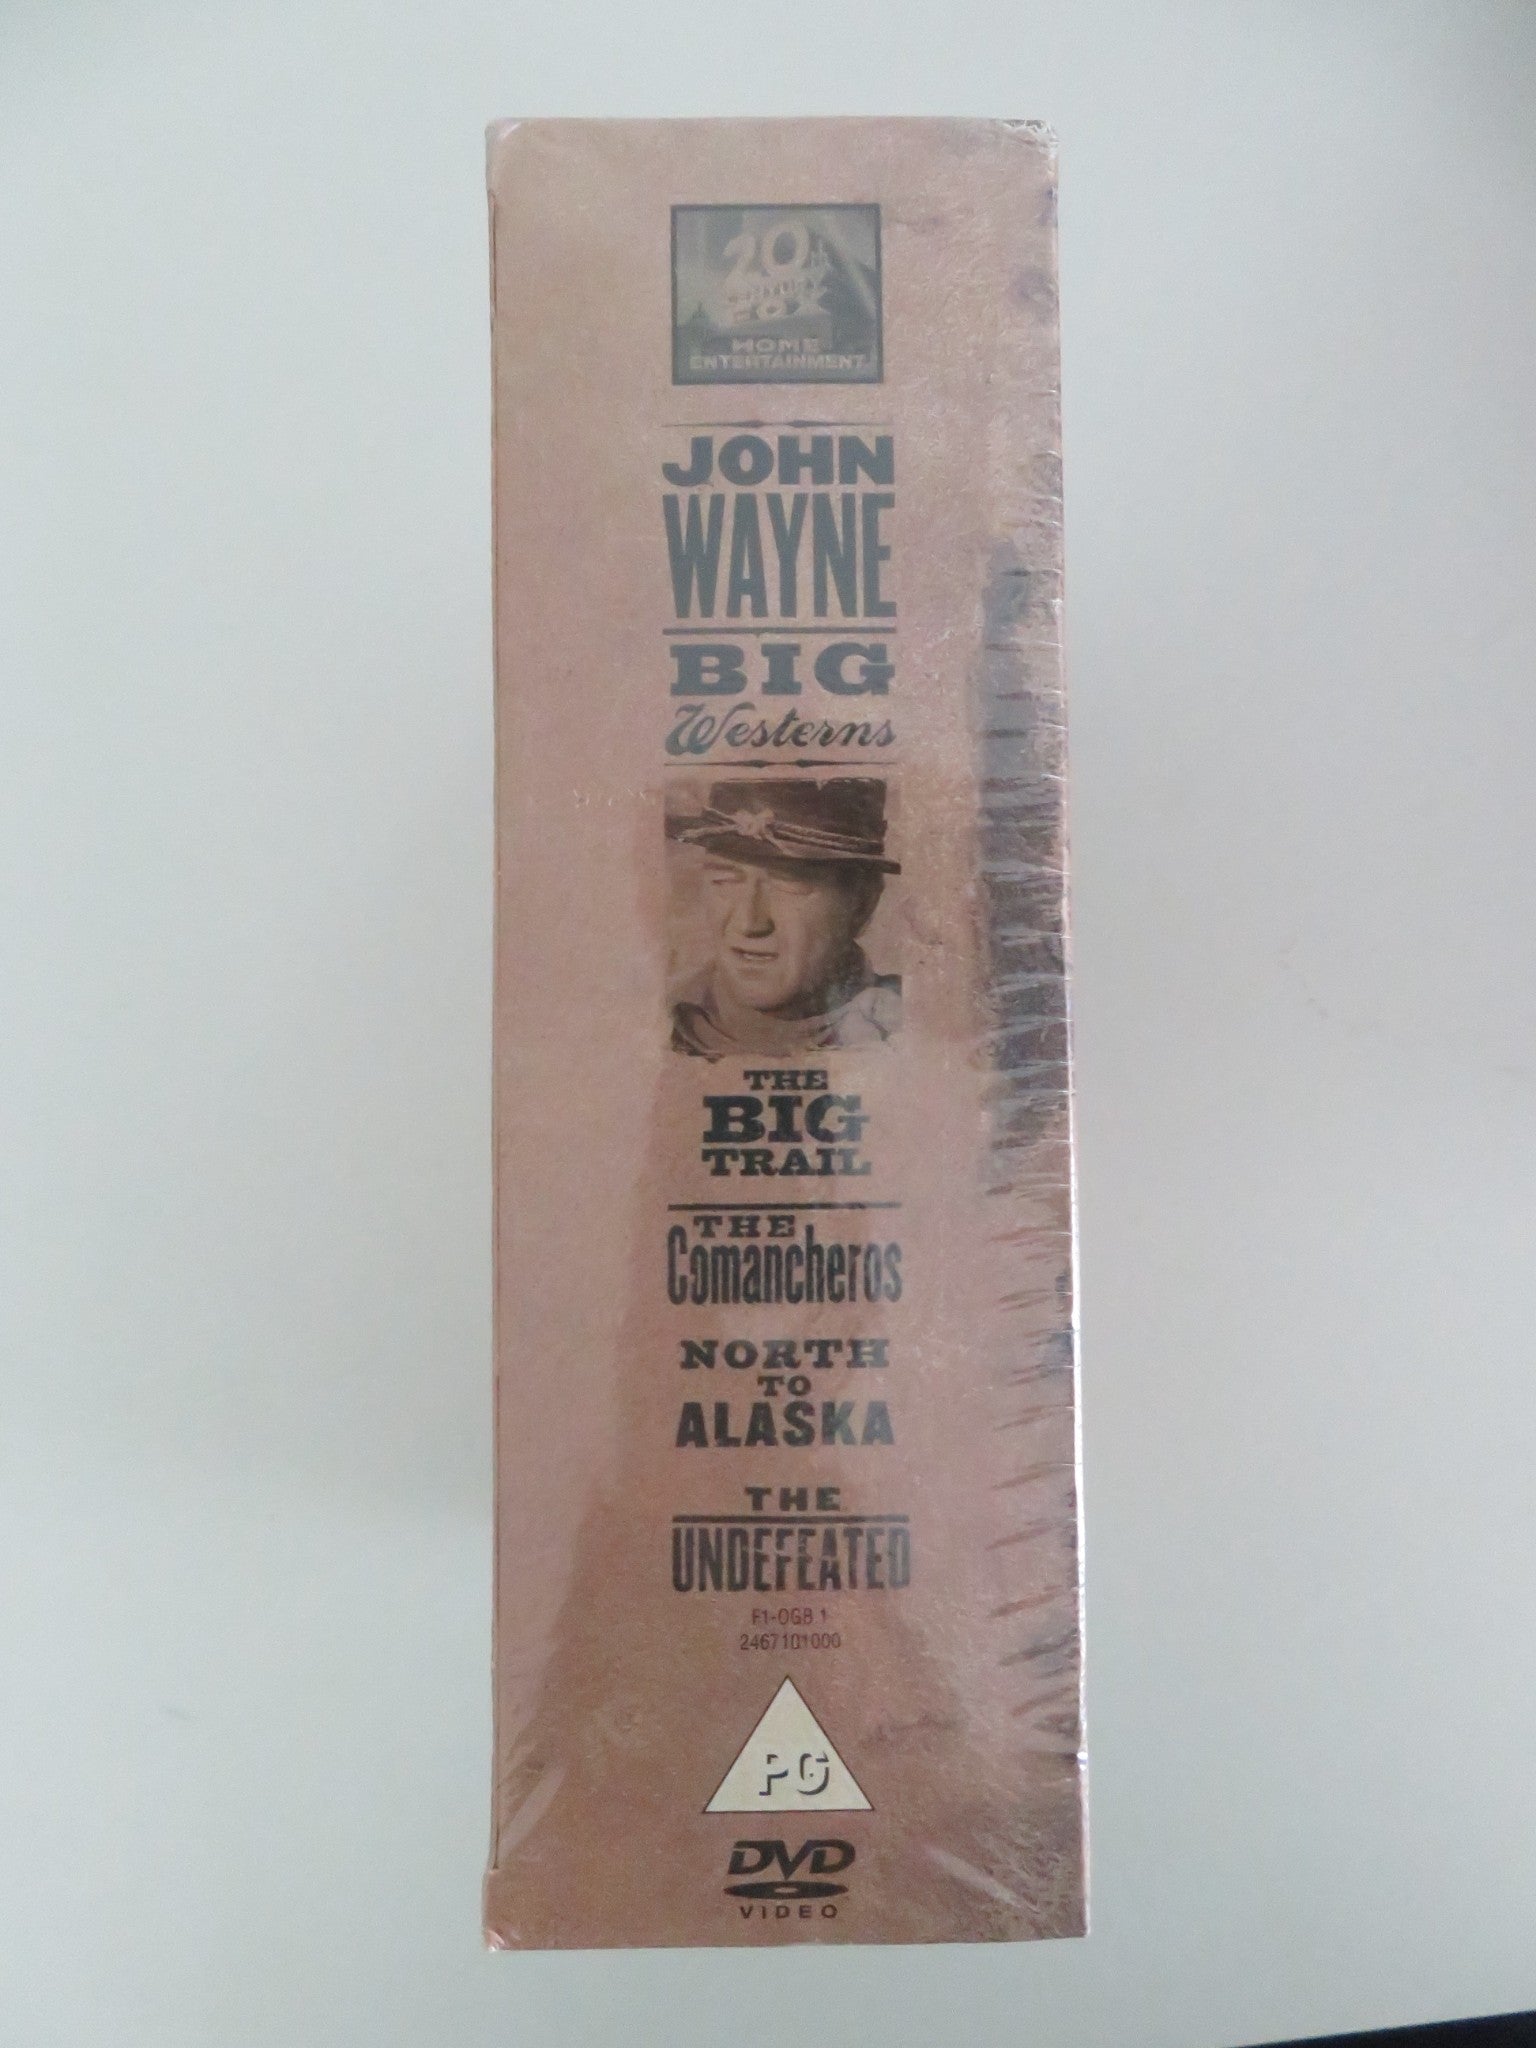 20TH
CENTURY
FOX
HOME
ENTERTAINMENT
JOHN
WAYNE
BIG
Westerns
THE
BIG
TRAIL
THE
Comancheros
NORTH
TO
ALASKA
THE
UNDEFEATED
F1-OGB 1
2467101000
PG
DVD
VIDEO